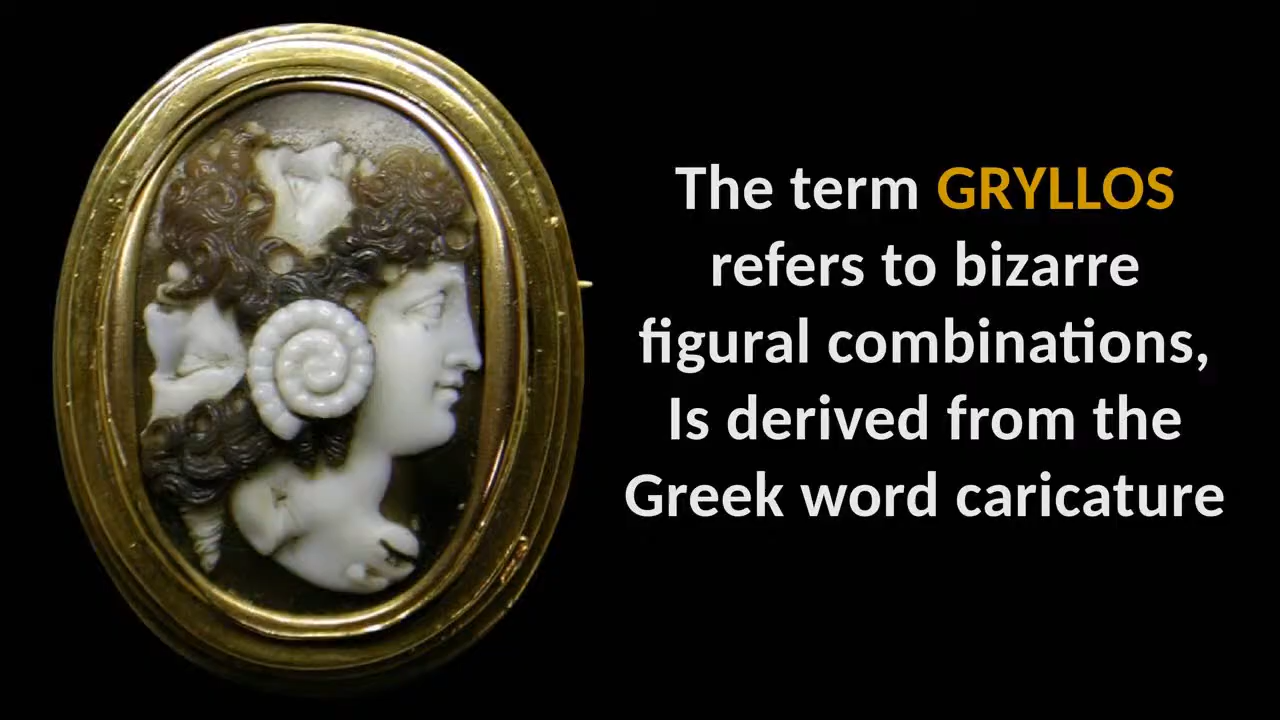 The term GRYLLOS
refers to bizarre
figural combinations,
Is derived from the
Greek word caricature